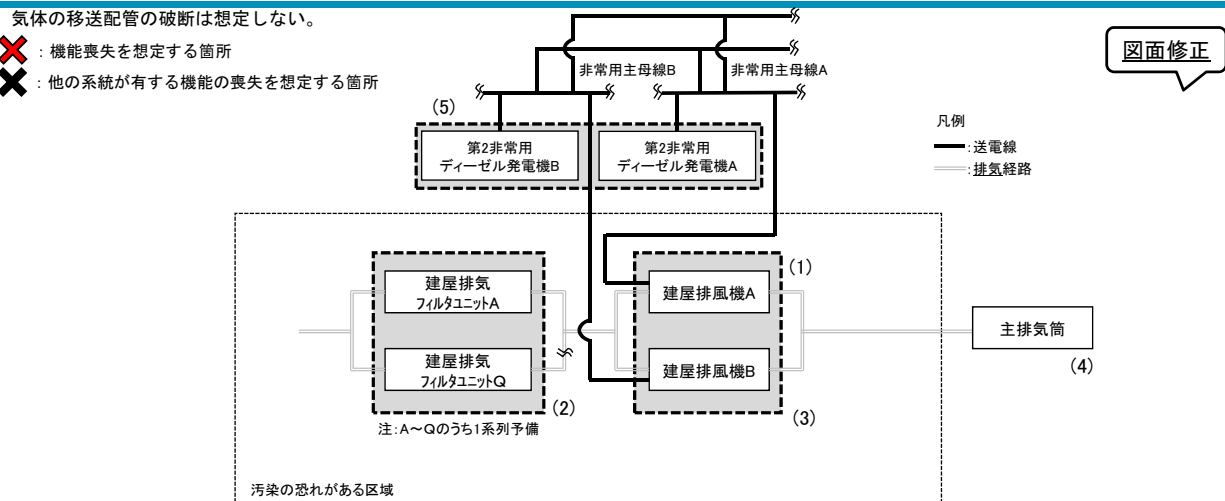 気体の移送配管の破断は想定しない。
：機能喪失を想定する箇所
：他の系統が有する機能の喪失を想定する箇所
図面修正
非常用主母線B
非常用主母線A
(5)
第2非常用
ディーゼル発電機B
第2非常用
ディーゼル発電機A
凡例
：送電線
：排気経路
建屋排気
フィルタユニットA
建屋排気
フィルタユニットQ
(2)
注：A～Qのうち1系列予備
(1)
建屋排風機A
建屋排風機B
(3)
主排気筒
(4)
汚染の恐れがある区域